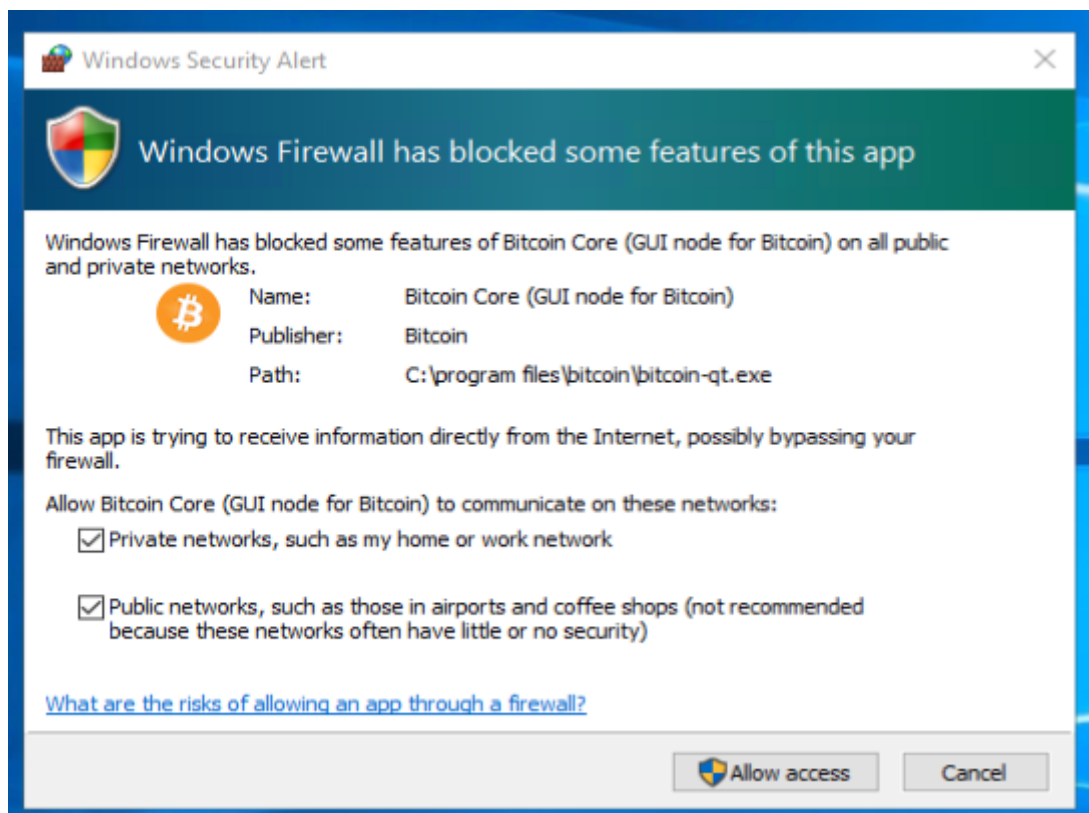 Windows Security Alert
Windows Firewall has blocked some features of this app
Windows Firewall has blocked some features of Bitcoin Core (GUI node for Bitcoin) on all public
and private networks.
Name: Bitcoin Core (GUI node for Bitcoin)
Publisher: Bitcoin
Path: C:\program files\bitcoin\bitcoin-qt.exe
This app is trying to receive information directly from the Internet, possibly bypassing your
firewall.
Allow Bitcoin Core (GUI node for Bitcoin) to communicate on these networks:
Private networks, such as my home or work network
Public networks, such as those in airports and coffee shops (not recommended
because these networks often have little or no security)
What are the risks of allowing an app through a firewall?
Allow access Cancel